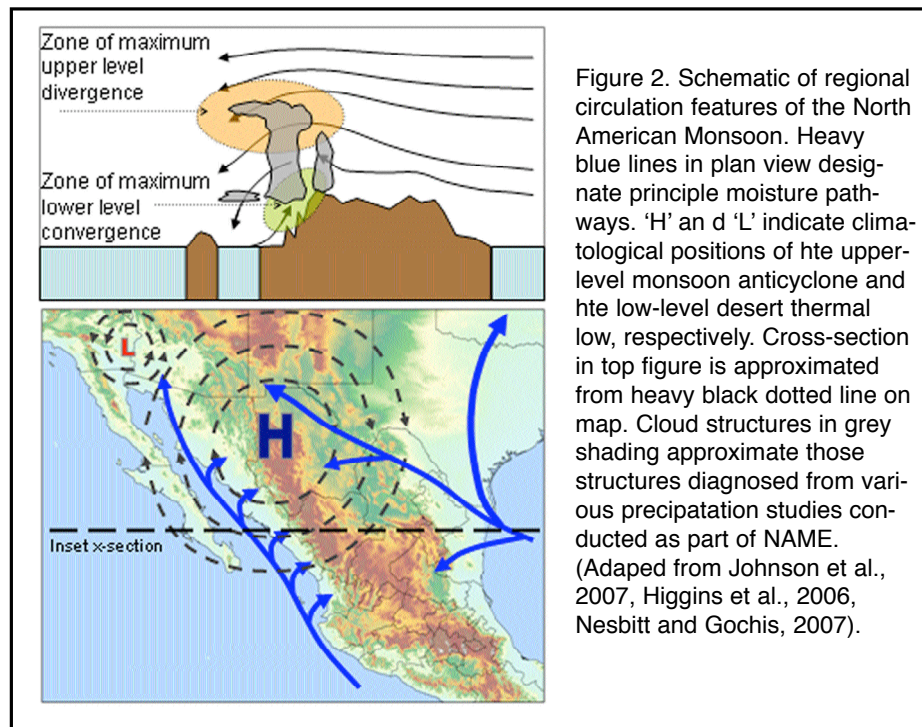 Zone of maximum
upper level
divergence
Zone of maximum
lower level
convergence
L
H
Inset x-section
Figure 2. Schematic of regional
circulation features of the North
American Monsoon. Heavy
blue lines in plan view desig-
nate principle moisture path-
ways. ‘H’ an d ‘L’ indicate clima-
tological positions of hte upper-
level monsoon anticyclone and
hte low-level desert thermal
low, respectively. Cross-section
in top figure is approximated
from heavy black dotted line on
map. Cloud structures in grey
shading approximate those
structures diagnosed from vari-
ous precipatation studies con-
ducted as part of NAME.
(Adaped from Johnson et al.,
2007, Higgins et al., 2006,
Nesbitt and Gochis, 2007).